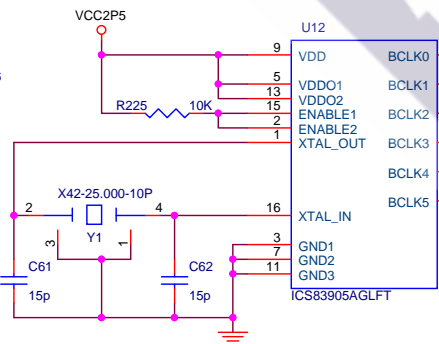 VCC2P5
U12
9 VDD BCLK0
5 VDDO1 BCLK1
13 VDDO2
R225 10K 15 ENABLE1 BCLK2
2 ENABLE2
1 XTAL_OUT BCLK3
BCLK4
X42-25.000-10P
BCLK5
2 4 16 XTAL_IN
3 Y1 1
3 GND1
7 GND2
11 GND3
C61 C62
15p 15p
ICS83905AGLFT